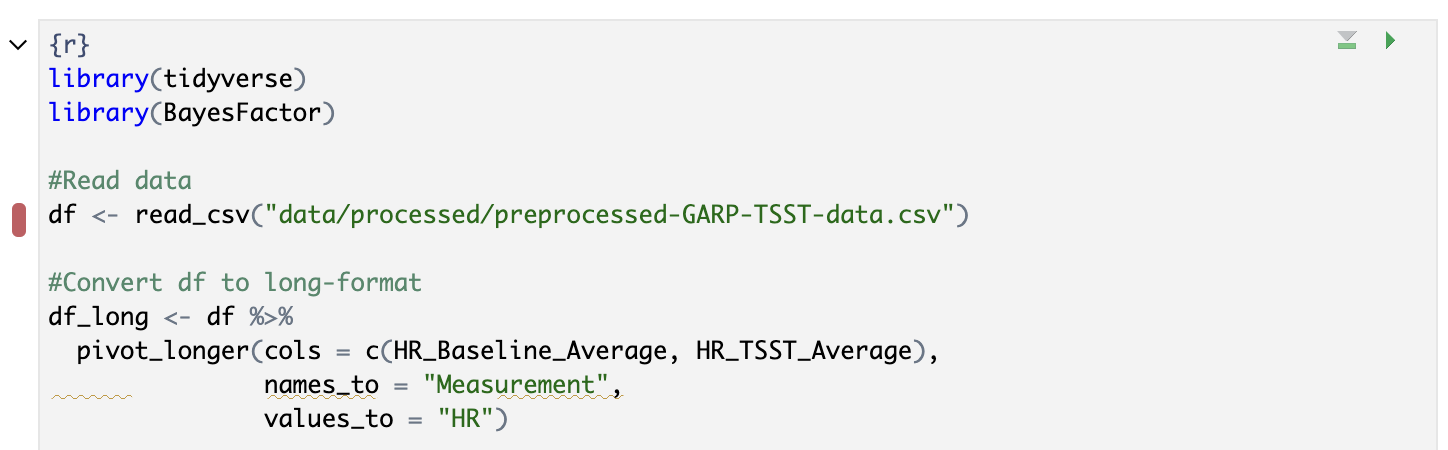 {r}
library(tidyverse)
library(BayesFactor)
#Read data
df <- read_csv("data/processed/preprocessed-GARP-TSST-data.csv")
#Convert df to long-format
df_long <- df %>%
pivot_longer(cols = c(HR_Baseline_Average, HR_TSST_Average),
names_to = "Measurement",
values_to = "HR")